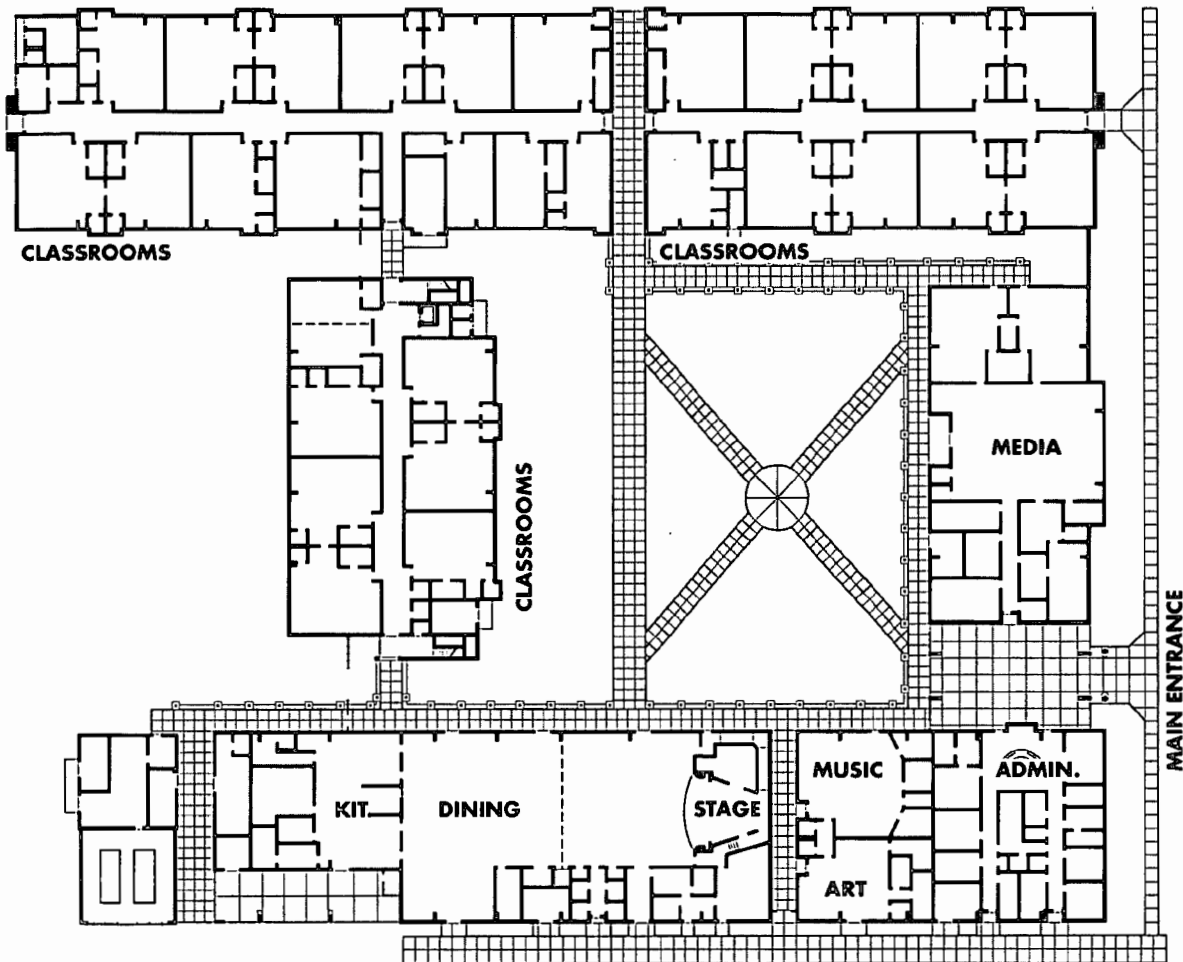 CLASSROOMS
CLASSROOMS
MEDIA
CLASSROOMS
MAIN ENTRANCE
MUSIC
ADMIN.
KIT.
DINING
STAGE
ART